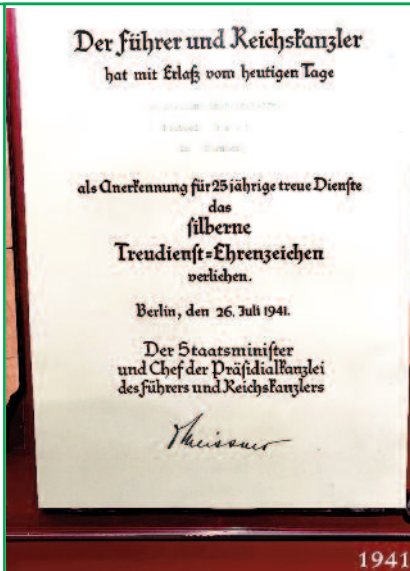 Der Führer und Reichskanzler
hat mit Erlaß vom heutigen Tage
als Anerkennung für 25jährige treue Dienste
das
silberne
Treudienst=Ehrenzeichen
verliehen.
Berlin, den 26. Juli 1941.
Der Staatsminister
und Chef der Präsidialkanzlei
des Führers und Reichskanzlers
Meissner
1941